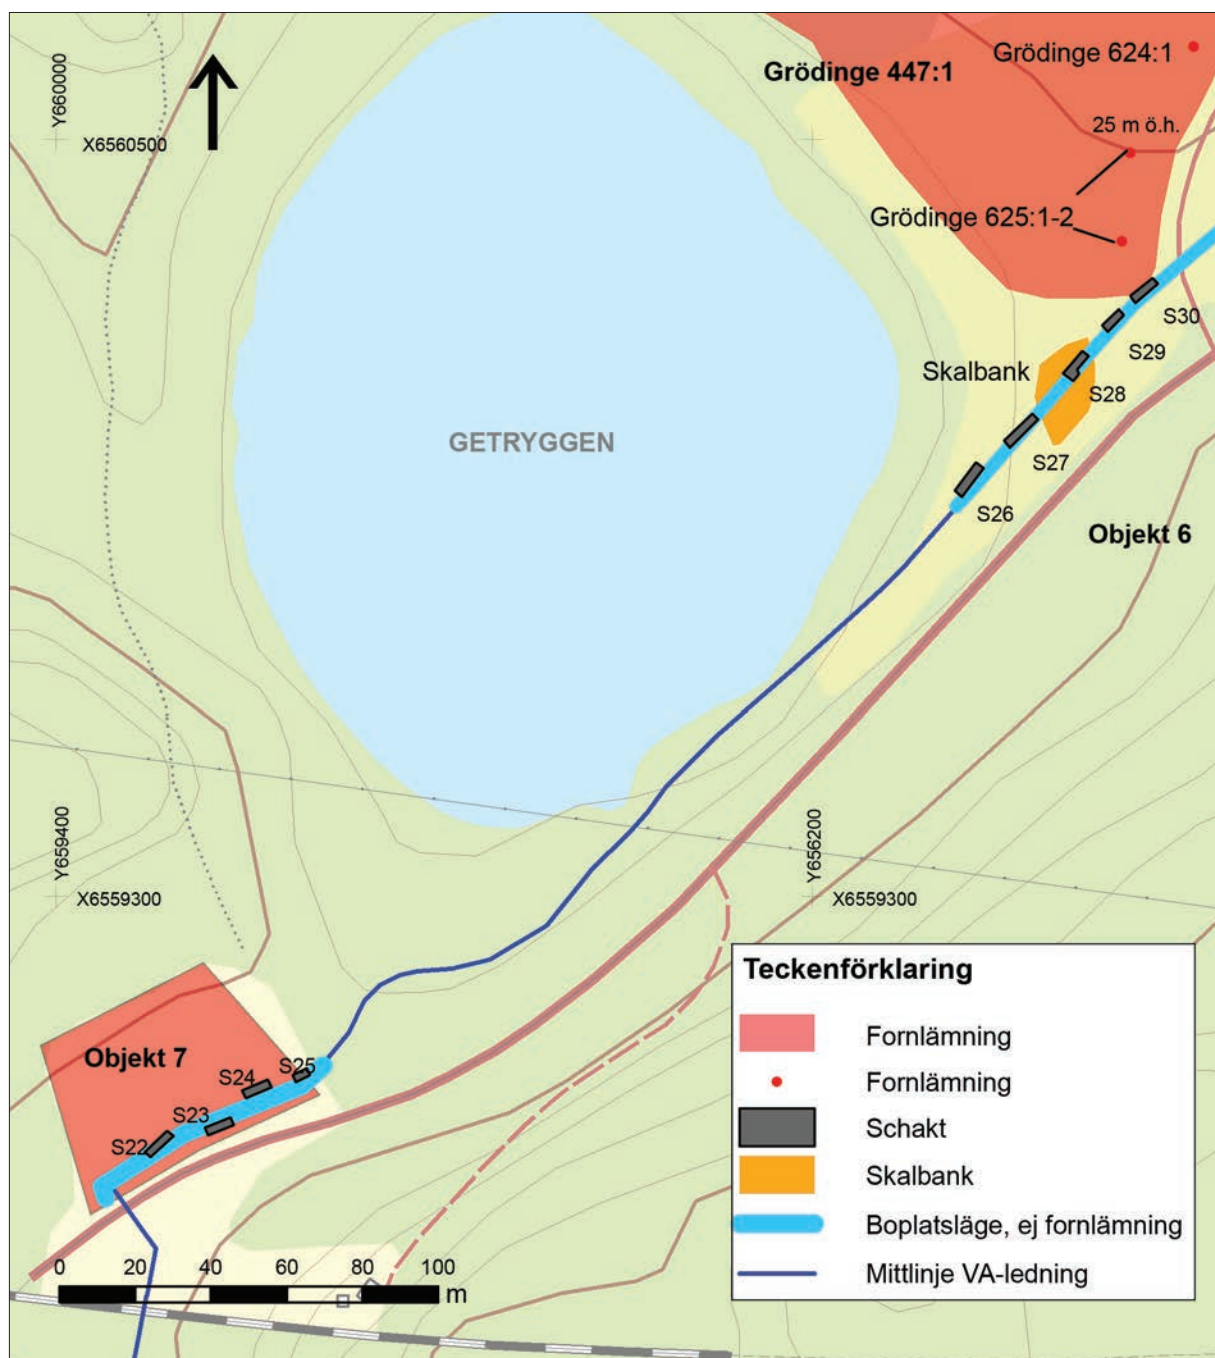 Y660000
X6560500
Grödinge 624:1
Grödinge 447:1
25 m ö.h.
Grödinge 625:1-2
S30
S29
Skalbank
S28
GETRYGGEN
S27
S26
Objekt 6
Y659400
X6559300
Y656200
X6559300
Objekt 7
S25
S24
S23
S22
0 20 40 60 80 100
m
Teckenförklaring
Fornlämning
Fornlämning
Schakt
Skalbank
Boplatsläge, ej fornlämning
Mittlinje VA-ledning